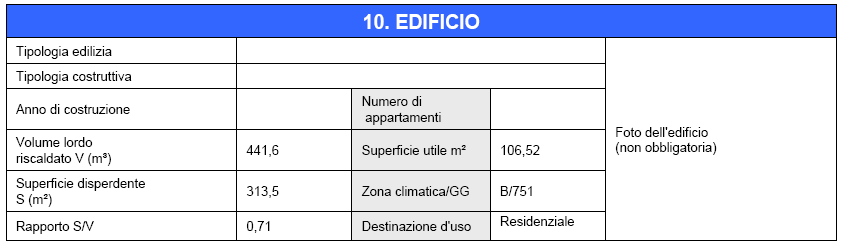 10. EDIFICIO
Tipologia edilizia
Tipologia costruttiva
Anno di costruzione
Numero di
appartamenti
Volume lordo
riscaldato V (m³)
441,6
Superficie utile m²
106,52
Superficie disperdente
S (m²)
313,5
Zona climatica/GG
B/751
Rapporto S/V
0,71
Destinazione d'uso
Residenziale
Foto dell'edificio
(non obbligatoria)